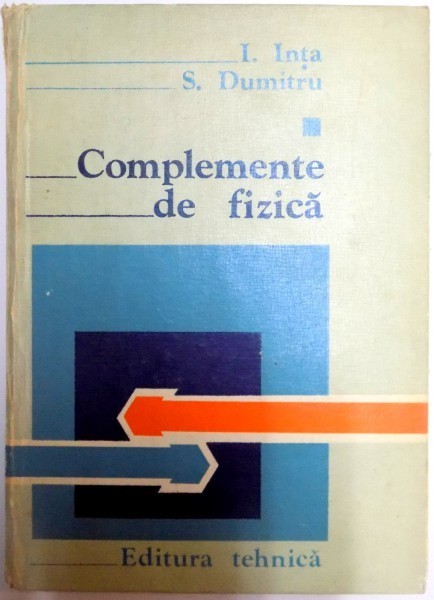 I. Ința
S. Dumitru
Complemente
de fizică
Editura tehnică